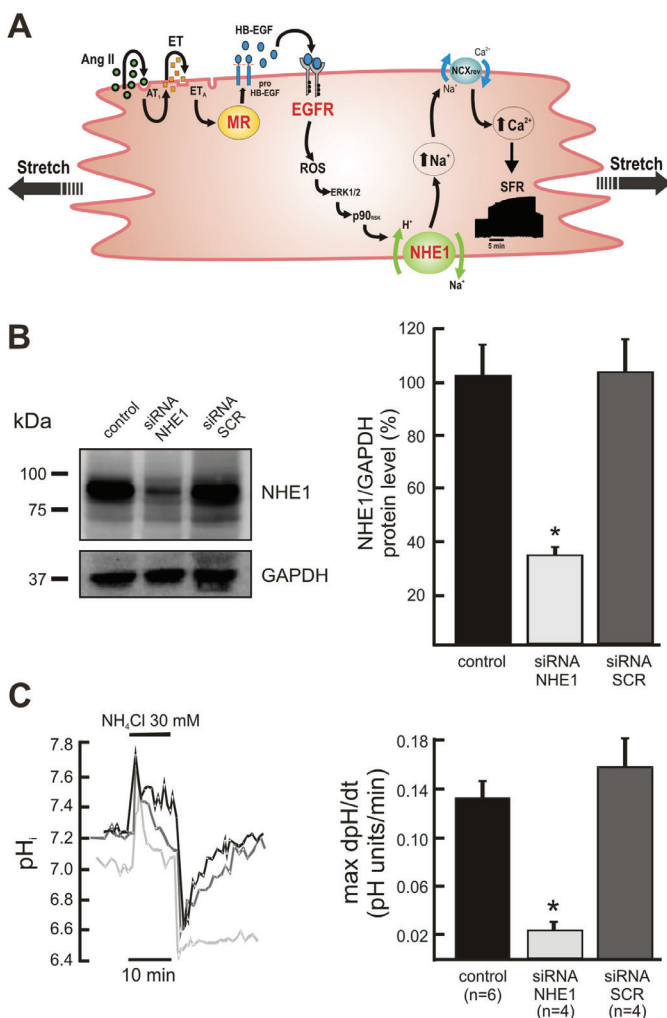 A
Ang II
ET
HB-EGF
AT₁
ET_A
pro
HB-EGF
MR
EGFR
ROS
ERK1/2
p90RSK
H⁺
NHE1
Na⁺
Na⁺
Na⁺
NCXrev
Ca²⁺
Ca²⁺
SFR
5 min
Stretch
Stretch
B
kDa
control
siRNA
NHE1
siRNA
SCR
100
75
NHE1
37
GAPDH
NHE1/GAPDH
protein level (%)
120
100
80
60
40
20
*
control
siRNA
NHE1
siRNA
SCR
C
NH₄Cl 30 mM
pHᵢ
7.8
7.4
7.2
7.0
6.6
6.4
10 min
max dpH/dt
(pH units/min)
0.18
0.14
0.10
0.06
0.02
*
control
(n=6)
siRNA
NHE1
(n=4)
siRNA
SCR
(n=4)